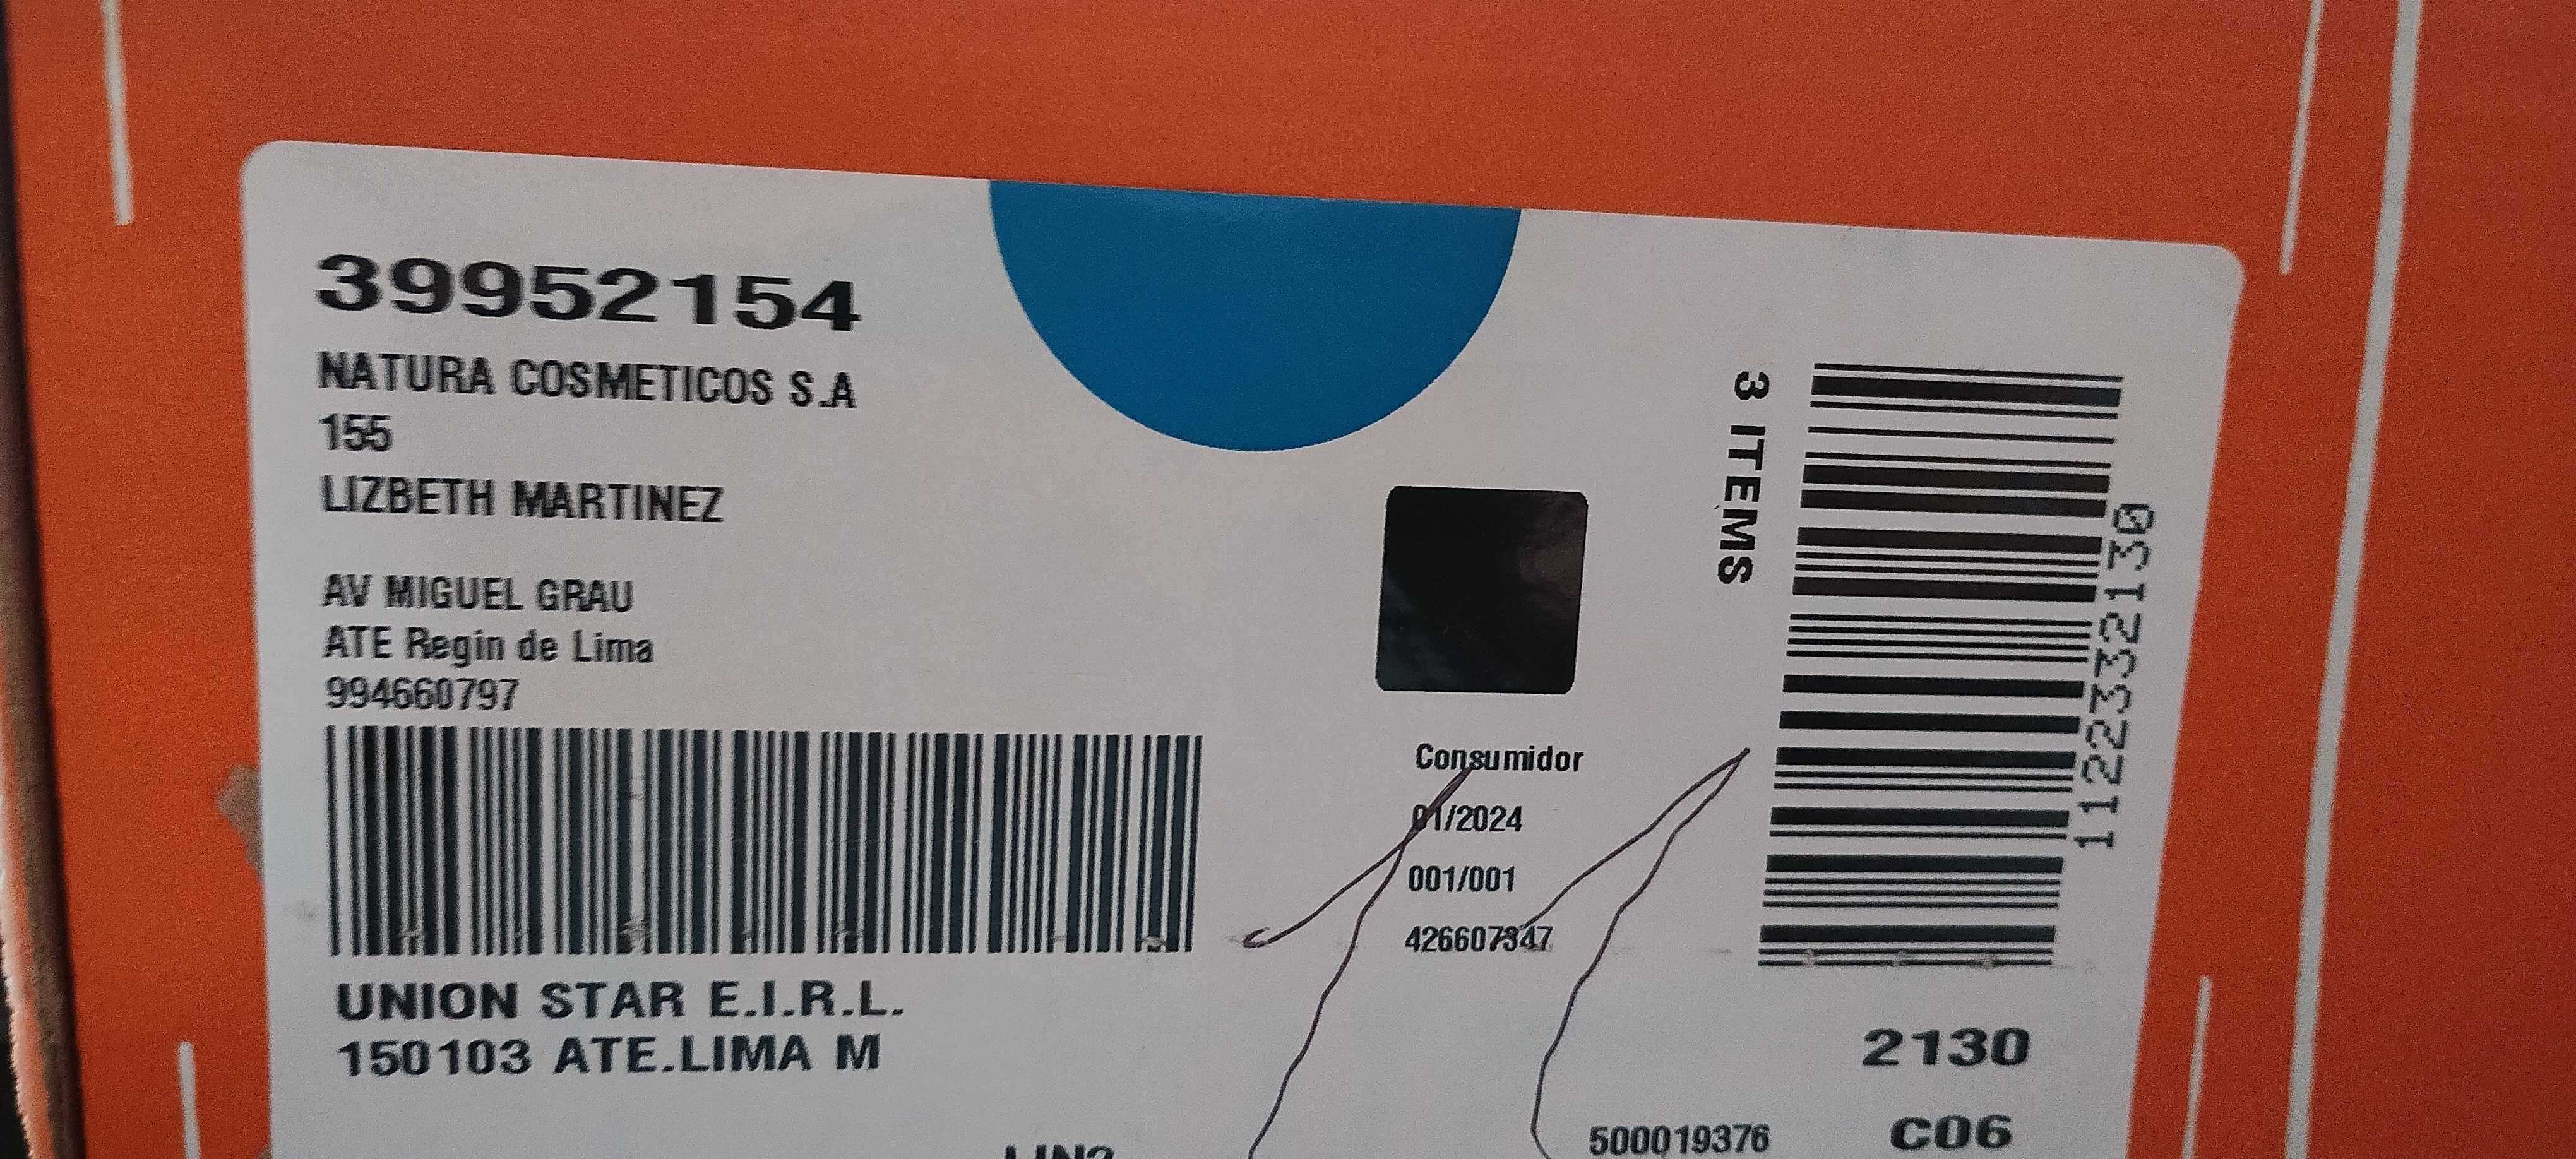 39952154
NATURA COSMETICOS S.A
155
LIZBETH MARTINEZ
AV MIGUEL GRAU
ATE Regin de Lima
994660797
UNION STAR E.I.R.L.
150103 ATE.LIMA M
Consumidor
01/2024
001/001
426607347
3 ITEMS
11223332130
2130
500019376
C06